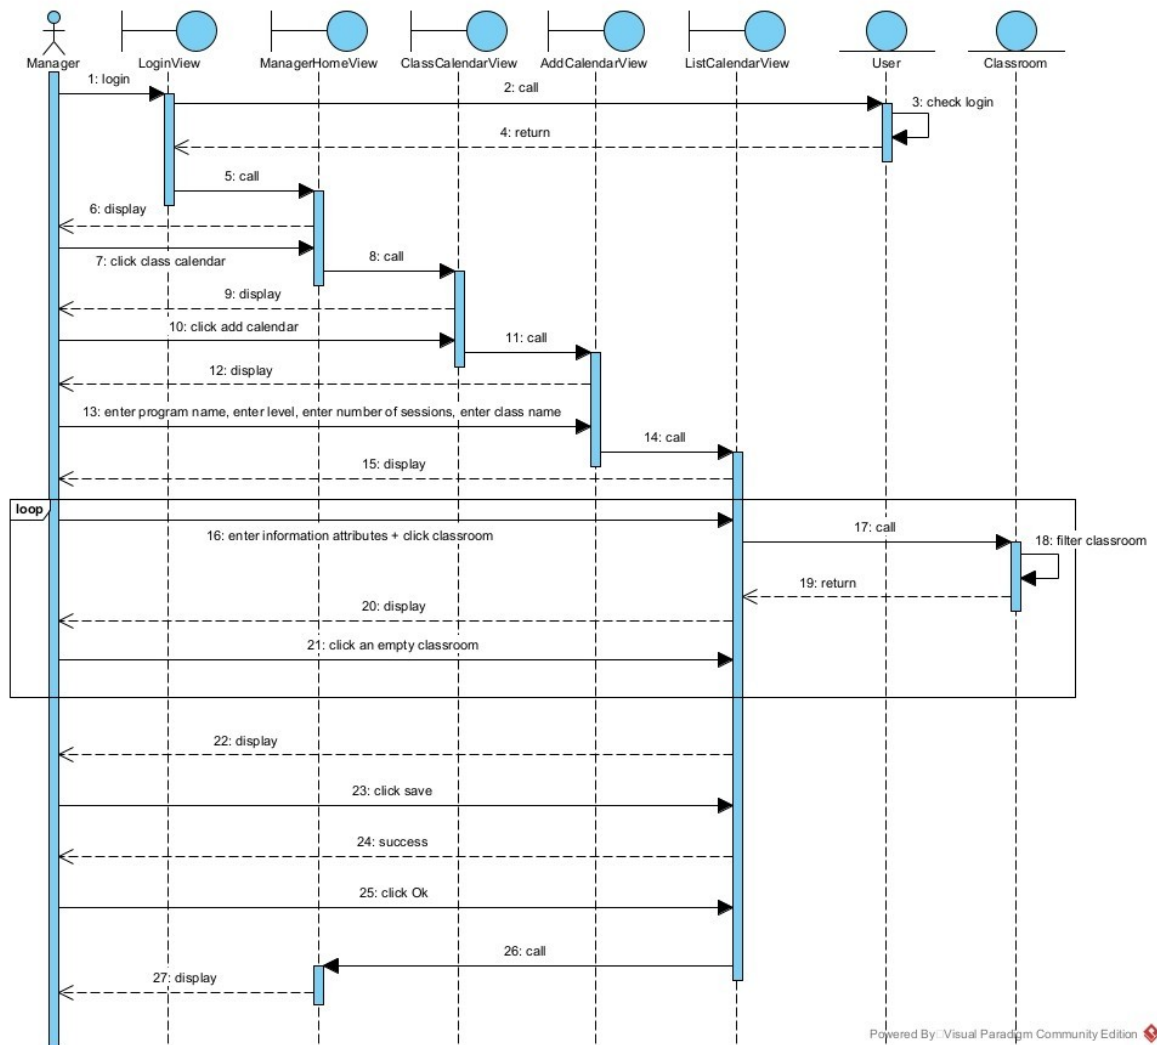 Manager
LoginView
ManagerHomeView
ClassCalendarView
AddCalendarView
ListCalendarView
User
Classroom
1: login
2: call
3: check login
4: return
5: call
6: display
7: click class calendar
8: call
9: display
10: click add calendar
11: call
12: display
13: enter program name, enter level, enter number of sessions, enter class name
14: call
15: display
loop
16: enter information attributes + click classroom
17: call
18: filter classroom
19: return
20: display
21: click an empty classroom
22: display
23: click save
24: success
25: click Ok
26: call
27: display
Powered By Visual Paradigm Community Edition